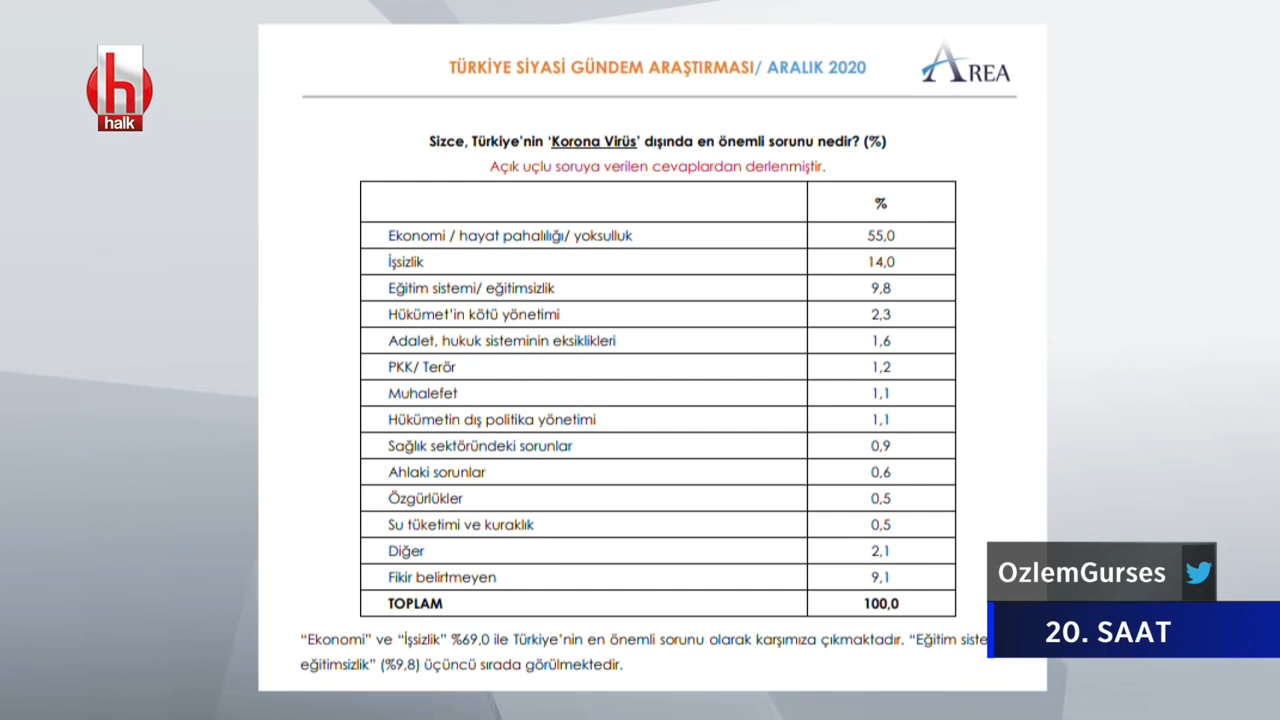 h
halk
TÜRKİYE SİYASİ GÜNDEM ARAŞTIRMASI/ ARALIK 2020
AREA
Sizce, Türkiye'nin 'Korona Virüs' dışında en önemli sorunu nedir? (%)
Açık uçlu soruya verilen cevaplardan derlenmiştir.
%
Ekonomi / hayat pahalılığı/ yoksulluk 55,0
İşsizlik 14,0
Eğitim sistemi/ eğitimsizlik 9,8
Hükümet'in kötü yönetimi 2,3
Adalet, hukuk sisteminin eksiklikleri 1,6
PKK/ Terör 1,2
Muhalefet 1,1
Hükümetin dış politika yönetimi 1,1
Sağlık sektöründeki sorunlar 0,9
Ahlaki sorunlar 0,6
Özgürlükler 0,5
Su tüketimi ve kuraklık 0,5
Diğer 2,1
Fikir belirtmeyen 9,1
TOPLAM 100,0
"Ekonomi" ve "İşsizlik" %69,0 ile Türkiye'nin en önemli sorunu olarak karşımıza çıkmaktadır. "Eğitim siste
eğitimsizlik" (%9,8) üçüncü sırada görülmektedir.
OzlemGurses
20. SAAT